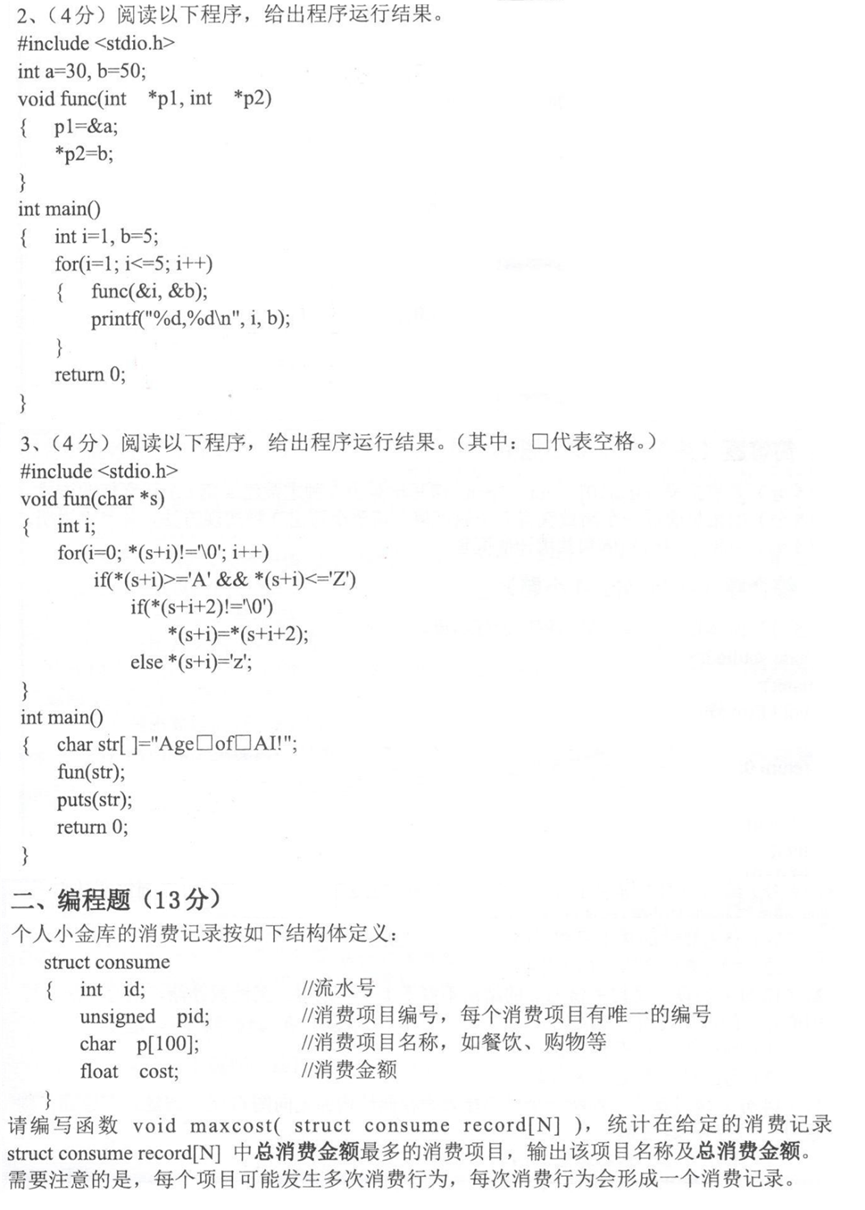 2、（4分）阅读以下程序，给出程序运行结果。
#include <stdio.h>
int a=30, b=50;
void func(int *p1, int *p2)
{ p1=&a;
*p2=b;
}
int main()
{ int i=1, b=5;
for(i=1; i<=5; i++)
{ func(&i, &b);
printf("%d,%d\n", i, b);
}
return 0;
}
3、（4分）阅读以下程序，给出程序运行结果。（其中：□代表空格。）
#include <stdio.h>
void fun(char *s)
{ int i;
for(i=0; *(s+i)!='\0'; i++)
if(*(s+i)>='A' && *(s+i)<='Z')
if(*(s+i+2)!='\0')
*(s+i)=*(s+i+2);
else *(s+i)='z';
}
int main()
{ char str[ ]="Age□of□AI!";
fun(str);
puts(str);
return 0;
}
二、编程题（13分）
个人小金库的消费记录按如下结构体定义：
struct consume
{ int id; //流水号
unsigned pid; //消费项目编号，每个消费项目有唯一的编号
char p[100]; //消费项目名称，如餐饮、购物等
float cost; //消费金额
}
请编写函数 void maxcost( struct consume record[N] )，统计在给定的消费记录
struct consume record[N] 中总消费金额最多的消费项目，输出该项目名称及总消费金额。
需要注意的是，每个项目可能发生多次消费行为，每次消费行为会形成一个消费记录。